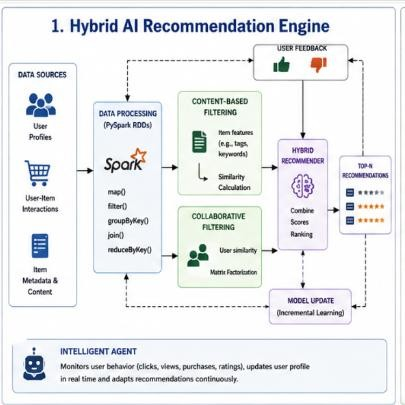 1. Hybrid AI Recommendation Engine
DATA SOURCES
User
Profiles
User-Item
Interactions
Item
Metadata &
Content
DATA PROCESSING
(PySpark RDDs)
Spark
map()
filter()
groupByKey()
join()
reduceByKey()
CONTENT-BASED
FILTERING
Item features
(e.g., tags,
keywords)
Similarity
Calculation
COLLABORATIVE
FILTERING
User similarity
Matrix Factorization
USER FEEDBACK
HYBRID
RECOMMENDER
Combine
Scores
Ranking
TOP-N
RECOMMENDATIONS
MODEL UPDATE
(Incremental Learning)
INTELLIGENT AGENT
Monitors user behavior (clicks, views, purchases, ratings), updates user profile
in real time and adapts recommendations continuously.